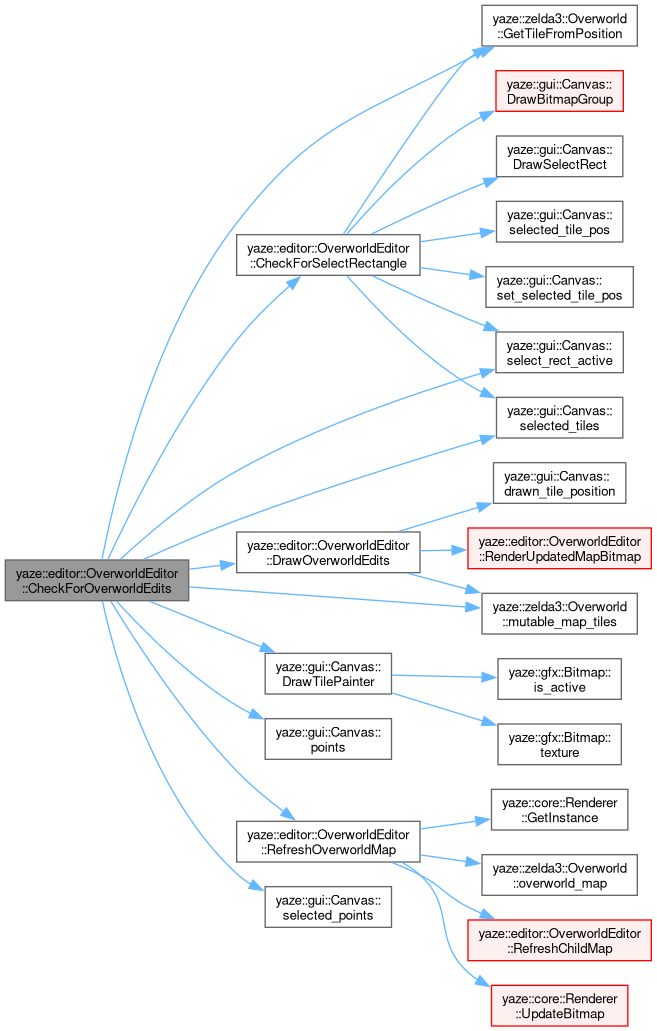 yaze::zelda3::Overworld
::GetTileFromPosition
yaze::gui::Canvas::
DrawBitmapGroup
yaze::gui::Canvas::
DrawSelectRect
yaze::gui::Canvas::
selected_tile_pos
yaze::editor::OverworldEditor
::CheckForSelectRectangle
yaze::gui::Canvas::
set_selected_tile_pos
yaze::gui::Canvas::
select_rect_active
yaze::gui::Canvas::
selected_tiles
yaze::gui::Canvas::
drawn_tile_position
yaze::editor::OverworldEditor
::DrawOverworldEdits
yaze::editor::OverworldEditor
::RenderUpdatedMapBitmap
yaze::editor::OverworldEditor
::CheckForOverworldEdits
yaze::zelda3::Overworld
::mutable_map_tiles
yaze::gui::Canvas::
DrawTilePainter
yaze::gfx::Bitmap::
is_active
yaze::gui::Canvas::
points
yaze::gfx::Bitmap::
texture
yaze::core::Renderer
::GetInstance
yaze::editor::OverworldEditor
::RefreshOverworldMap
yaze::zelda3::Overworld
::overworld_map
yaze::gui::Canvas::
selected_points
yaze::editor::OverworldEditor
::RefreshChildMap
yaze::core::Renderer
::UpdateBitmap